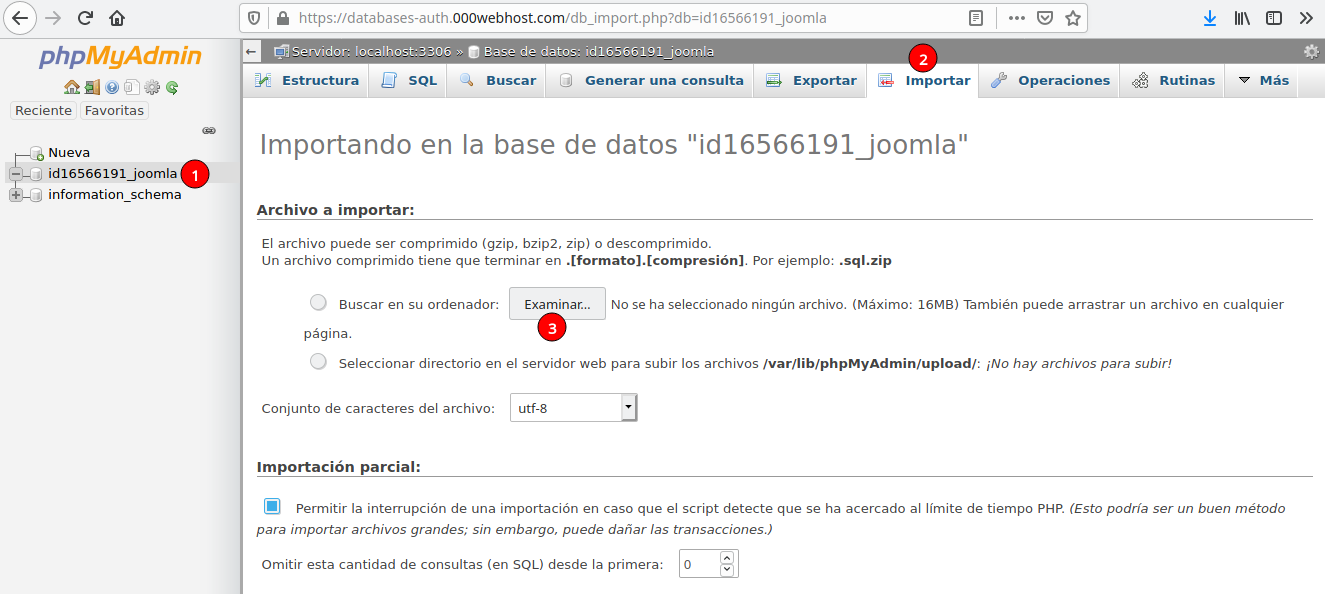 https://databases-auth.000webhost.com/db_import.php?db=id16566191_joomla
phpMyAdmin
Reciente Favoritas
Nueva
id16566191_joomla 1
information_schema
Servidor: localhost:3306 » Base de datos: id16566191_joomla
Estructura SQL Buscar Generar una consulta Exportar Importar 2 Operaciones Rutinas Más
Importando en la base de datos "id16566191_joomla"
Archivo a importar:
El archivo puede ser comprimido (gzip, bzip2, zip) o descomprimido.
Un archivo comprimido tiene que terminar en .[formato].[compresión]. Por ejemplo: .sql.zip
Buscar en su ordenador: Examinar... No se ha seleccionado ningún archivo. (Máximo: 16MB) También puede arrastrar un archivo en cualquier
3
página.
Seleccionar directorio en el servidor web para subir los archivos /var/lib/phpMyAdmin/upload/: ¡No hay archivos para subir!
Conjunto de caracteres del archivo: utf-8
Importación parcial:
Permitir la interrupción de una importación en caso que el script detecte que se ha acercado al límite de tiempo PHP. (Esto podría ser un buen método
para importar archivos grandes; sin embargo, puede dañar las transacciones.)
Omitir esta cantidad de consultas (en SQL) desde la primera: 0